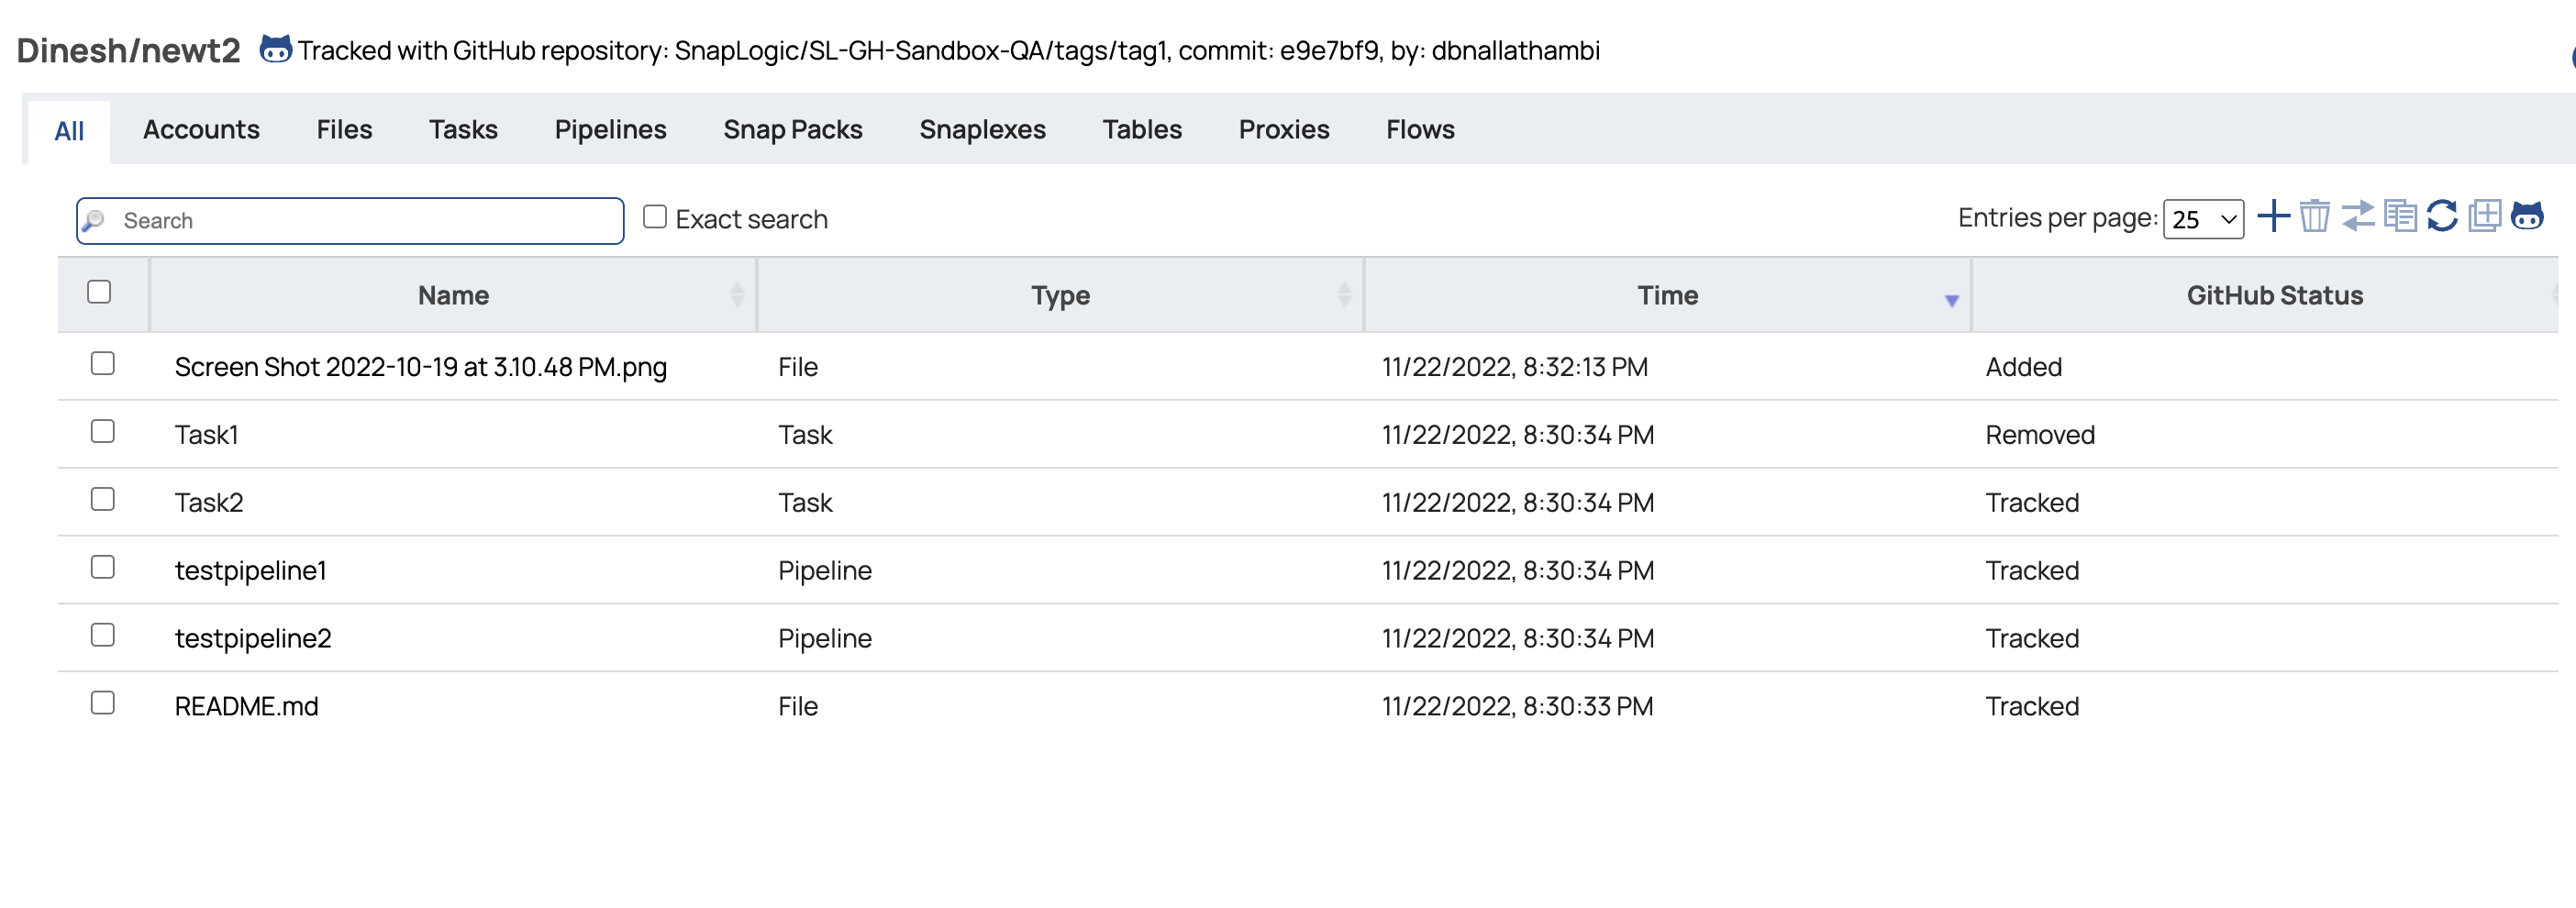 Dinesh/newt2 Tracked with GitHub repository: SnapLogic/SL-GH-Sandbox-QA/tags/tag1, commit: e9e7bf9, by: dbnallathambi
All Accounts Files Tasks Pipelines Snap Packs Snaplexes Tables Proxies Flows
Search Exact search Entries per page: 25
Name Type Time GitHub Status
Screen Shot 2022-10-19 at 3.10.48 PM.png File 11/22/2022, 8:32:13 PM Added
Task1 Task 11/22/2022, 8:30:34 PM Removed
Task2 Task 11/22/2022, 8:30:34 PM Tracked
testpipeline1 Pipeline 11/22/2022, 8:30:34 PM Tracked
testpipeline2 Pipeline 11/22/2022, 8:30:34 PM Tracked
README.md File 11/22/2022, 8:30:33 PM Tracked